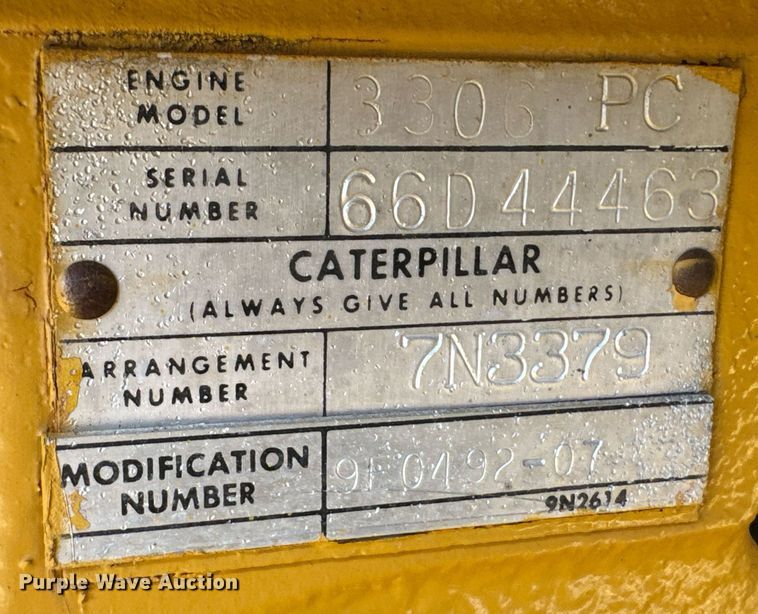 ENGINE MODEL 3306 PC
SERIAL NUMBER 66D44463
CATERPILLAR
(ALWAYS GIVE ALL NUMBERS)
ARRANGEMENT NUMBER 7N3379
MODIFICATION NUMBER
9N2614
Purple Wave Auction